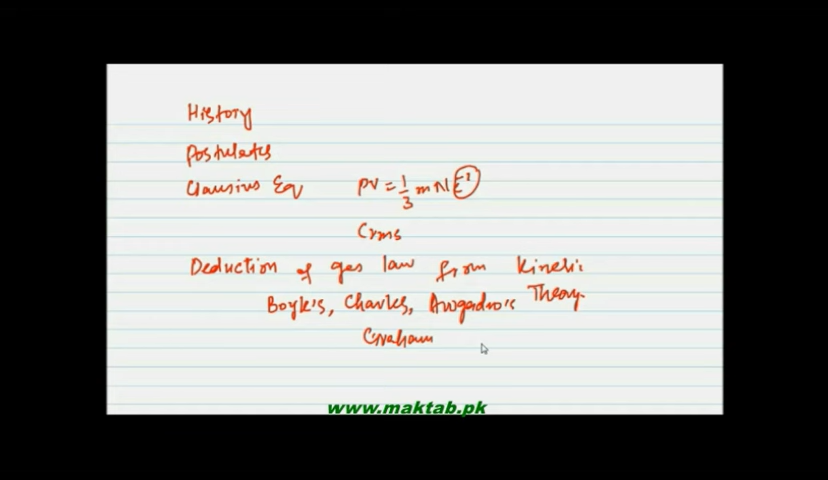 History
Postulates
Clausius Eq PV = 1/3 mN c̄²
Crms
Deduction of gas law from Kinetic
Boyle's, Charles, Avogadro's Theory
Graham
www.maktab.pk